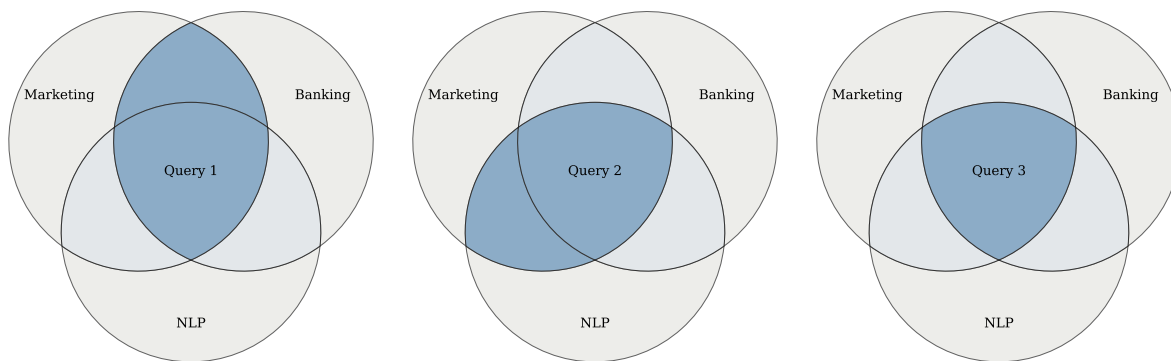 Marketing
Banking
Query 1
NLP
Marketing
Banking
Query 2
NLP
Marketing
Banking
Query 3
NLP